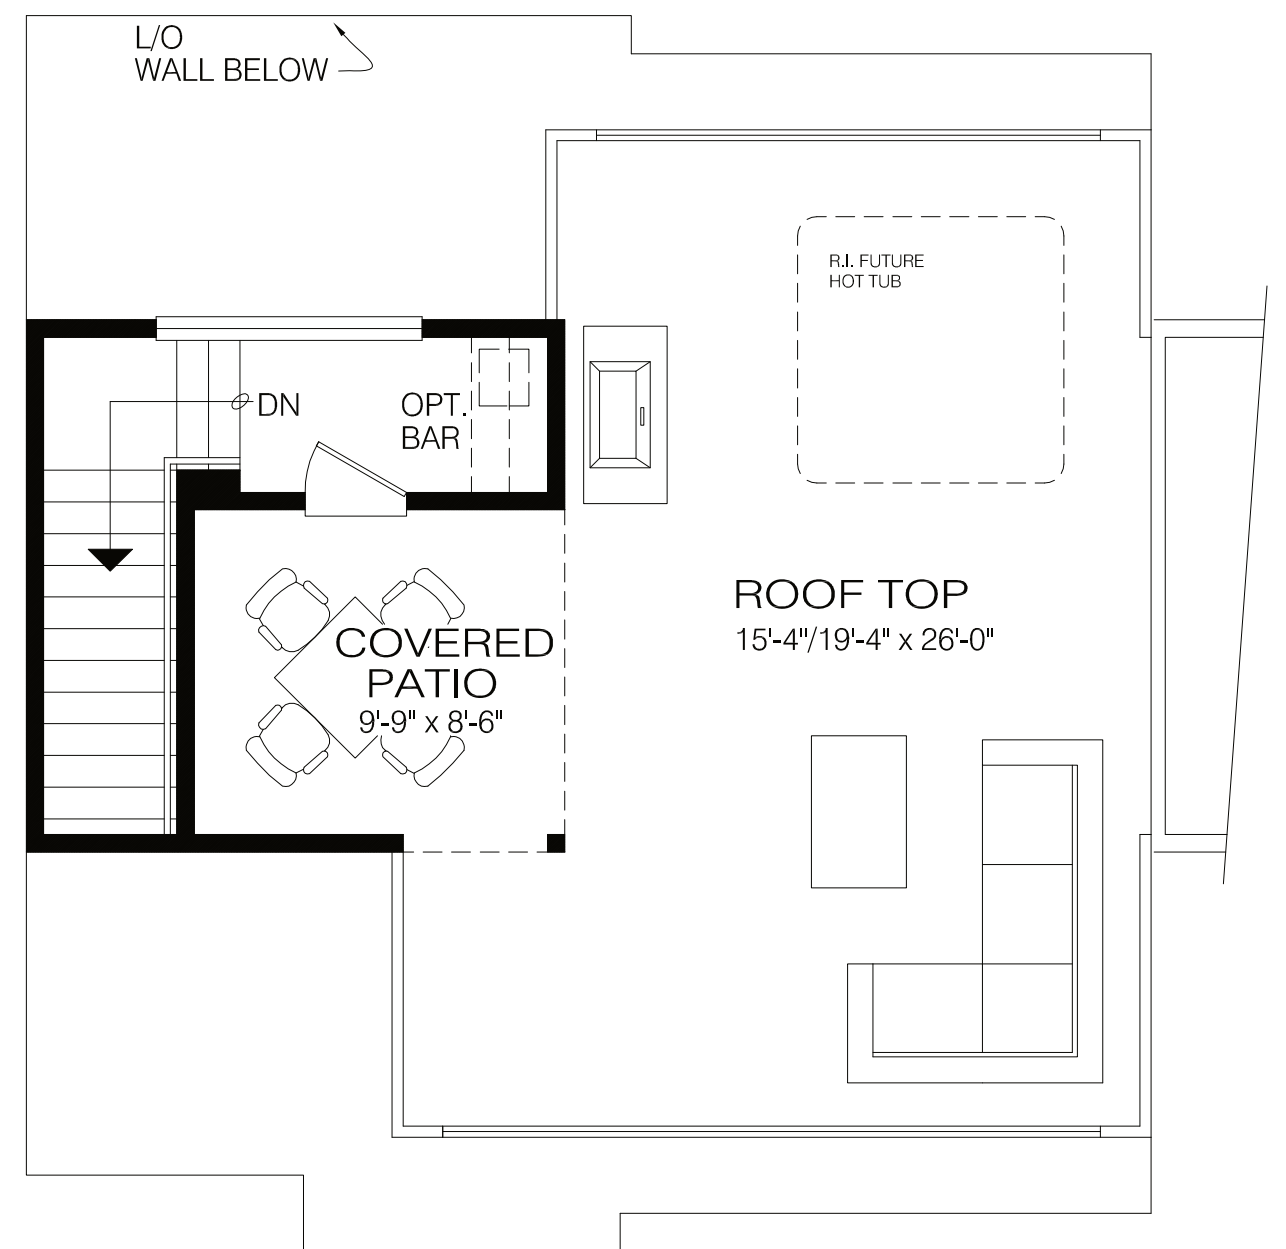 L/O
WALL BELOW
R.I. FUTURE
HOT TUB
DN
OPT.
BAR
ROOF TOP
15'-4"/19'-4" x 26'-0"
COVERED
PATIO
9'-9" x 8'-6"